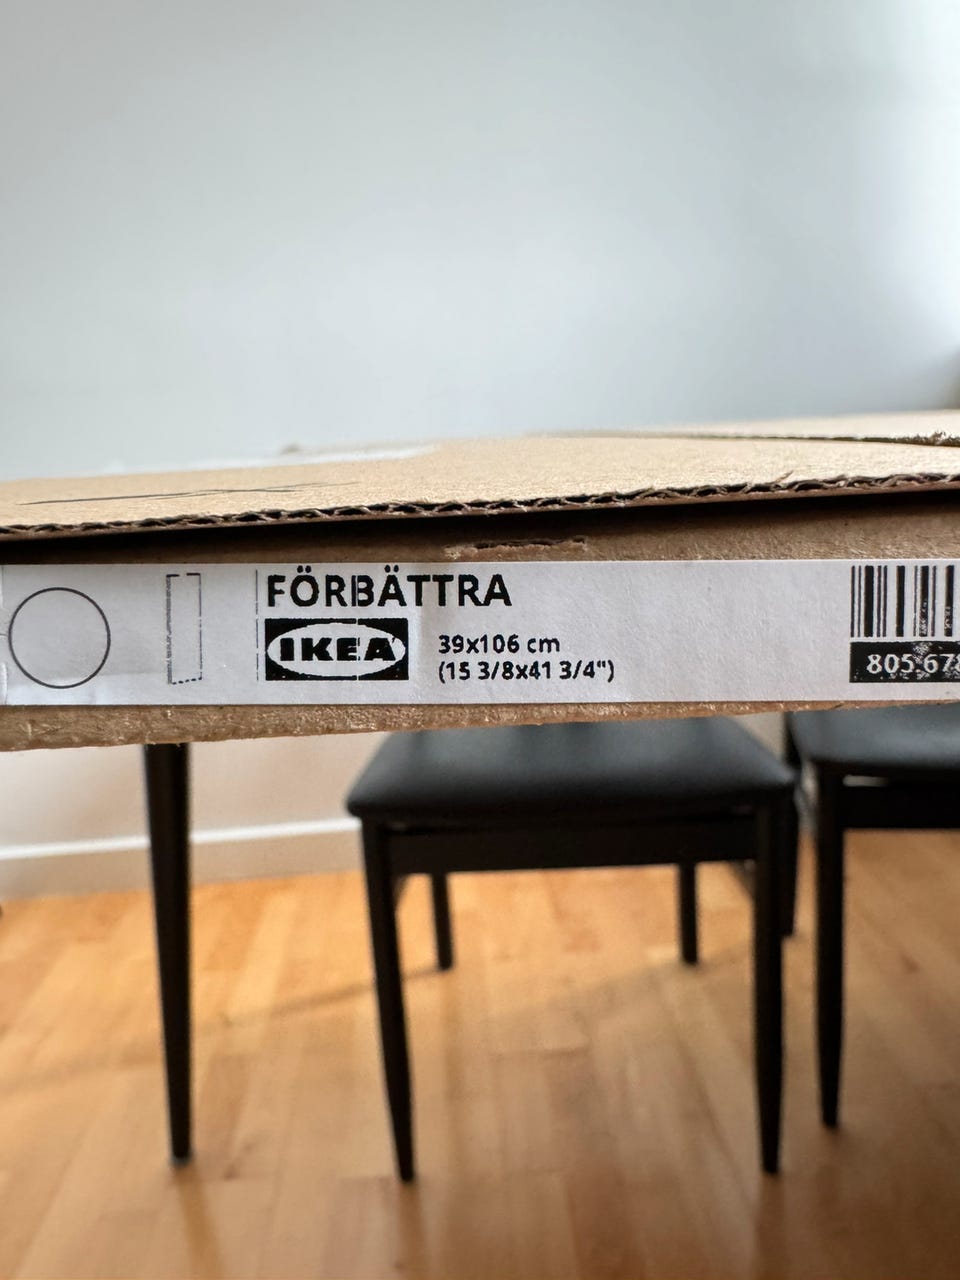 FÖRBÄTTRA
IKEA
39x106 cm
(15 3/8x41 3/4")
805.678